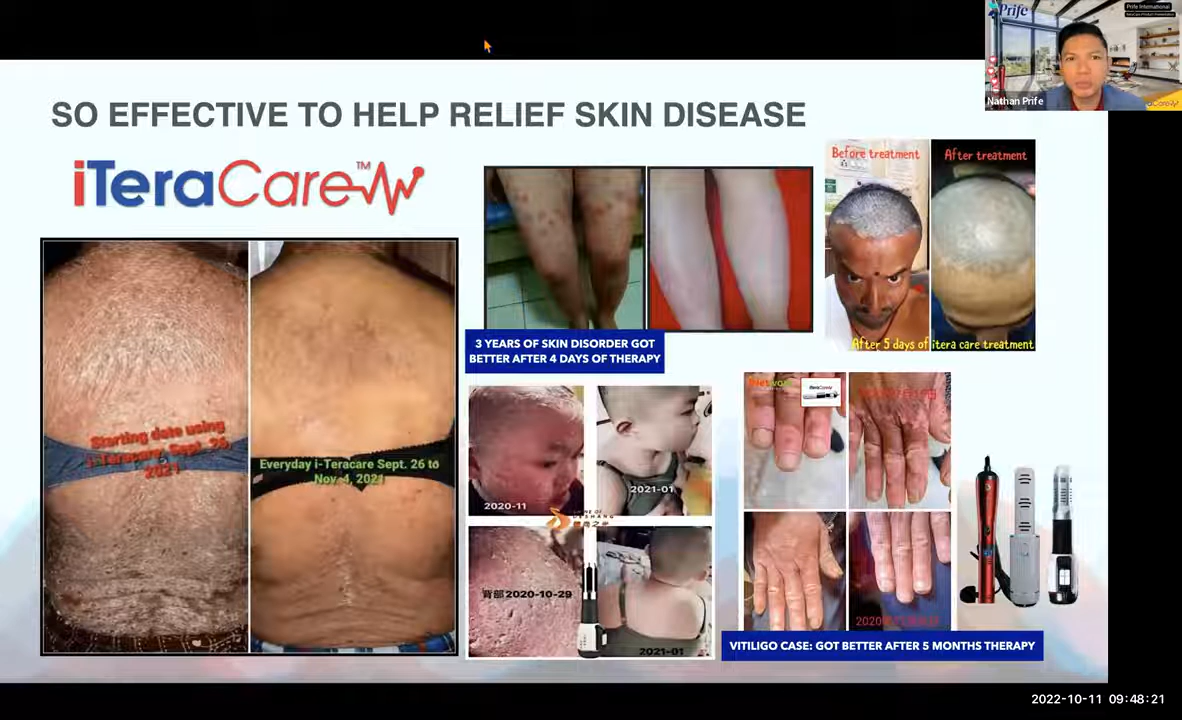 Prife
Prife International
Nathan Prife
SO EFFECTIVE TO HELP RELIEF SKIN DISEASE
iTeraCare™
Before treatment
After treatment
After 5 days of itera care treatment
3 YEARS OF SKIN DISORDER GOT
BETTER AFTER 4 DAYS OF THERAPY
Starting date using
i-Teracare: Sept. 26,
2021
Everyday i-Teracare Sept. 26 to
Nov. 4, 2021
2020-11
2021-01
背部2020-10-29
2021-01
VITILIGO CASE: GOT BETTER AFTER 5 MONTHS THERAPY
2022-10-11 09:48:21